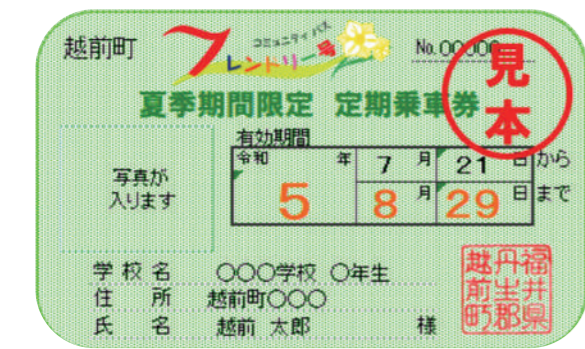 越前町 コミュニティバス フレンドリー号 No.00000
見本
夏季期間限定 定期乗車券
有効期間
令和 5 年 7 月 21 日 から
8 月 29 日 まで
写真が
入ります
学校名 〇〇〇学校 〇年生
住所 越前町〇〇〇
氏名 越前 太郎 様
福井県
丹生郡
越前町